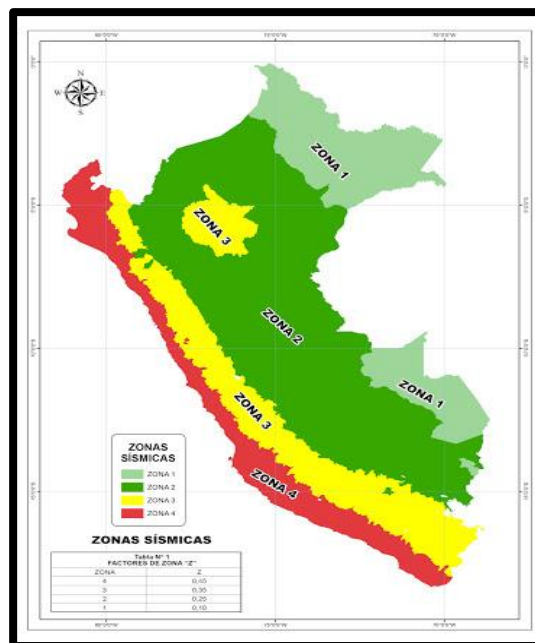 N
W E
S
ZONA 1
ZONA 3
ZONA 2
ZONA 1
ZONA 3
ZONA 4
ZONAS
SÍSMICAS
ZONA 1
ZONA 2
ZONA 3
ZONA 4
ZONAS SÍSMICAS
Tabla N° 1
FACTORES DE ZONA "Z"
ZONA Z
4 0,45
3 0,35
2 0,25
1 0,10